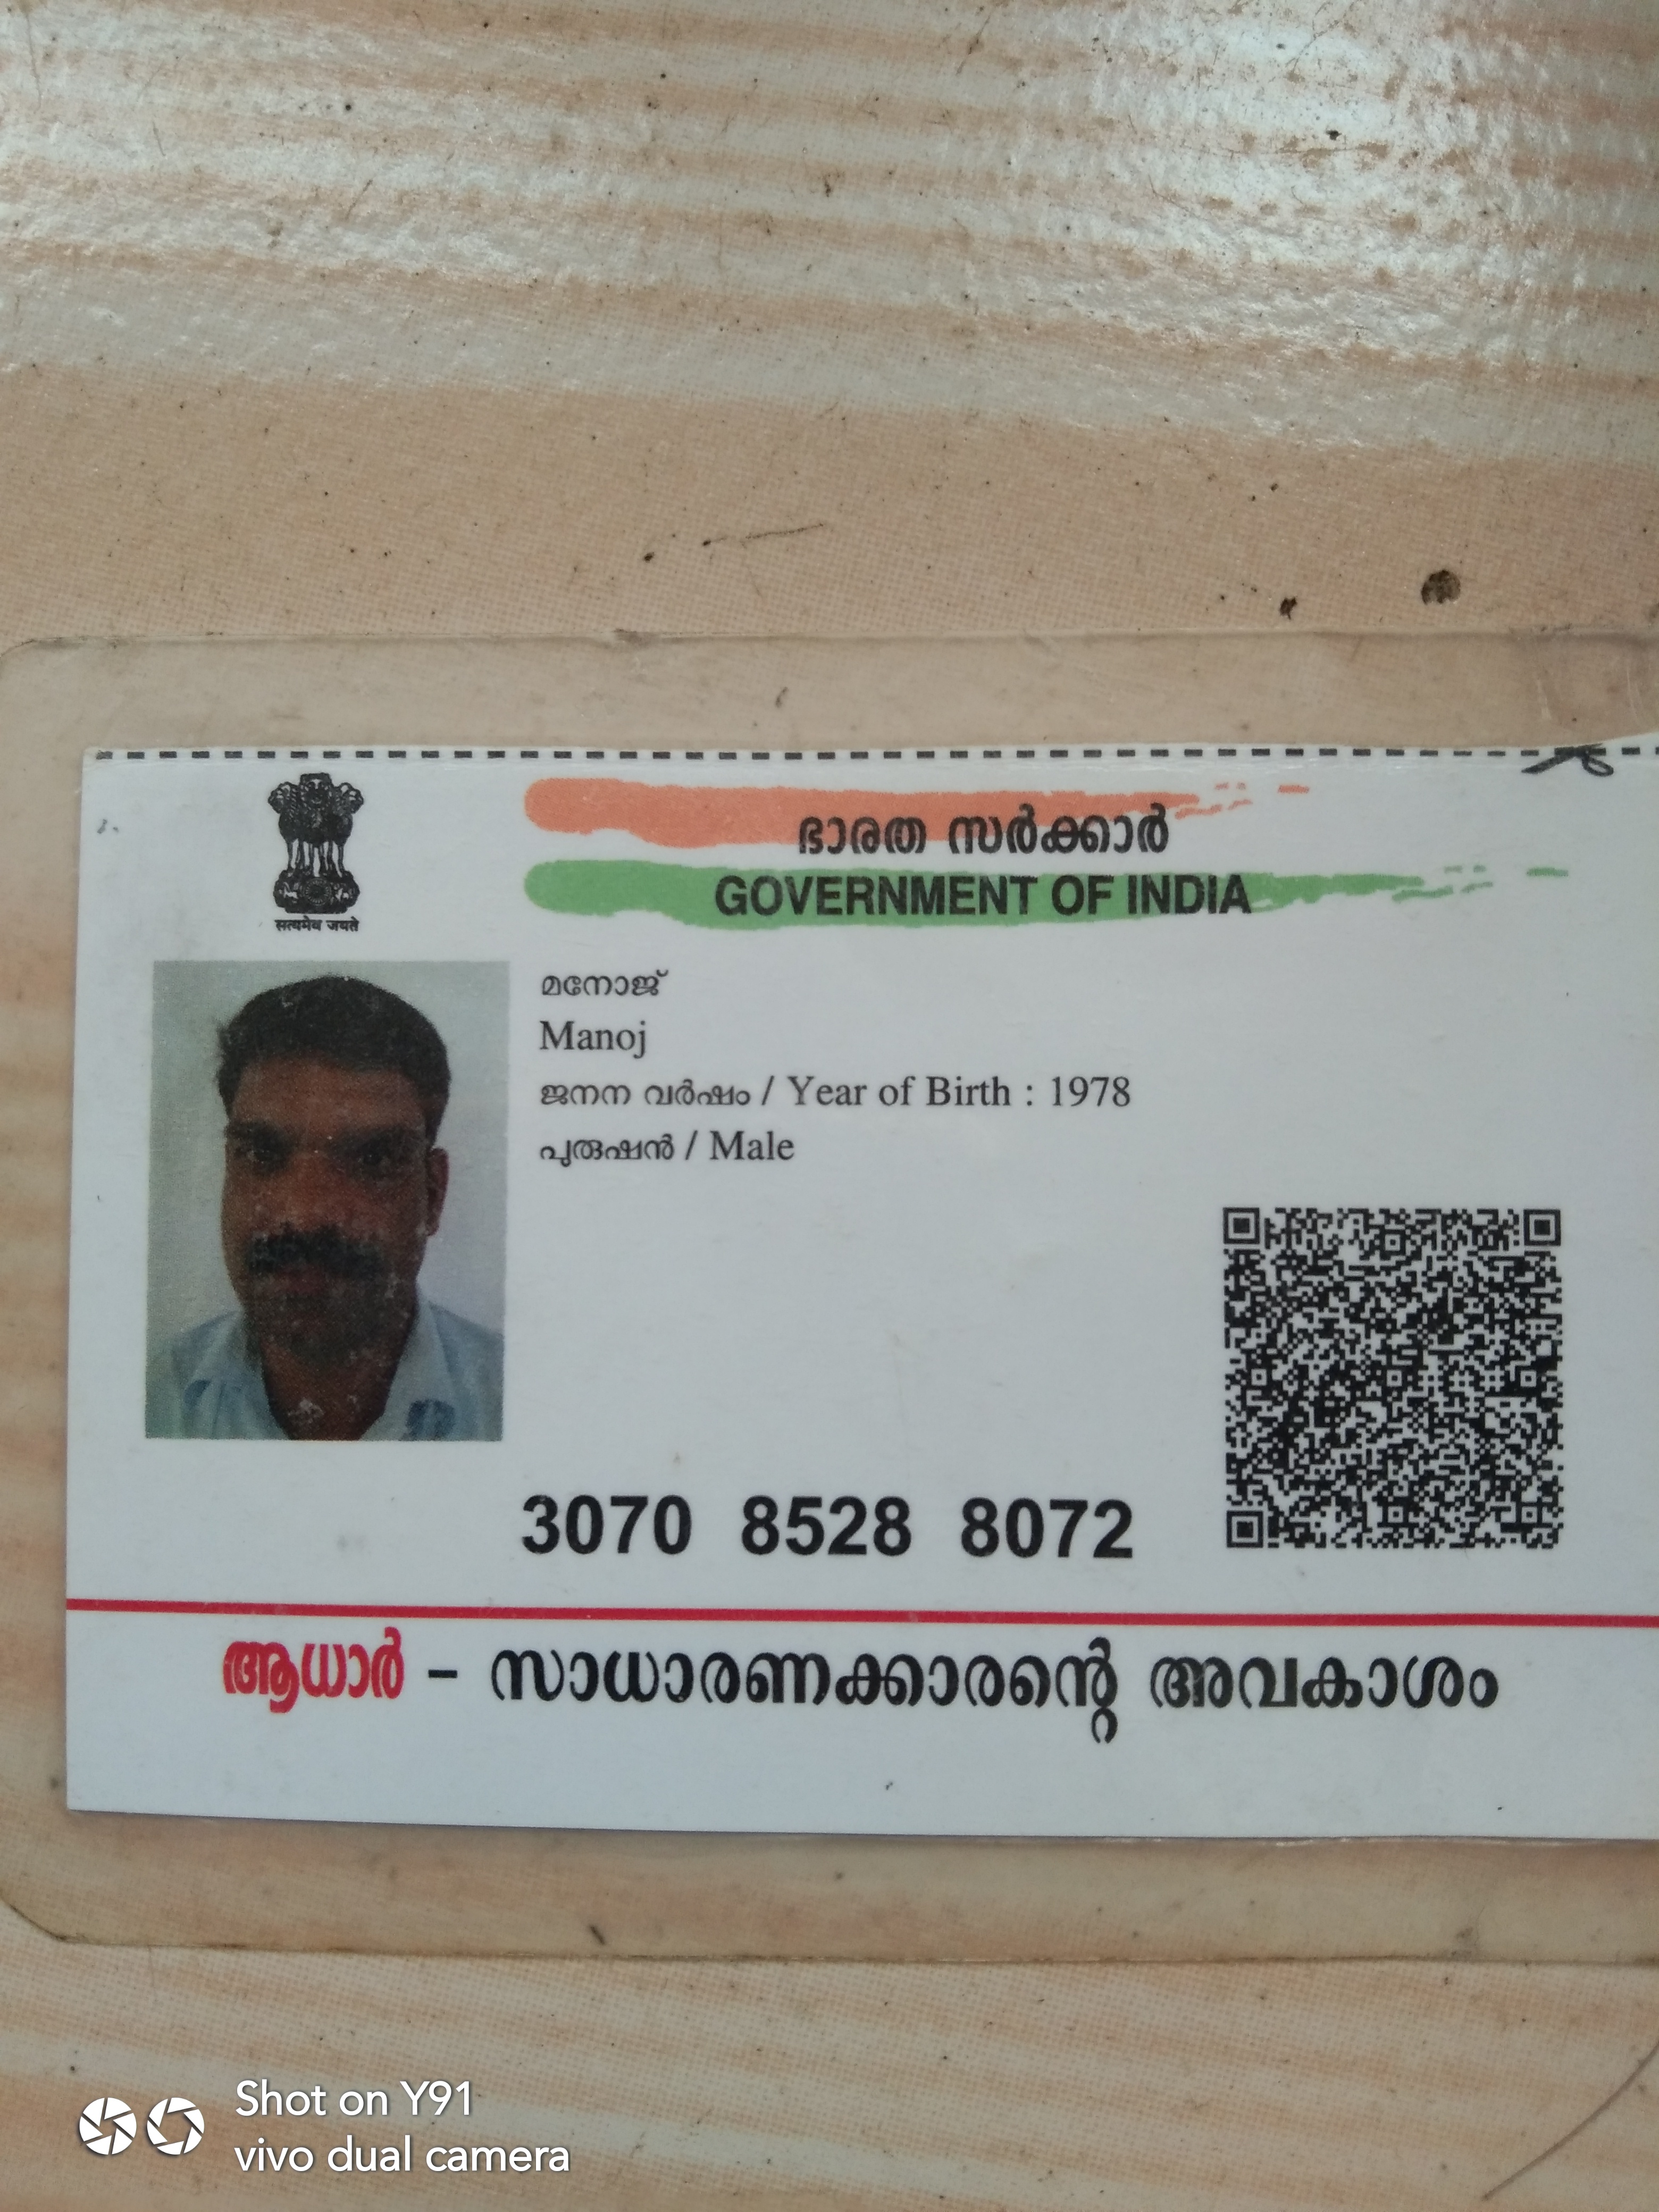 सत्यमेव जयते
ഭാരത സർക്കാർ
GOVERNMENT OF INDIA
മനോജ്
Manoj
ജനന വർഷം / Year of Birth : 1978
പുരുഷൻ / Male
3070 8528 8072
ആധാർ - സാധാരണക്കാരന്റെ അവകാശം
Shot on Y91
vivo dual camera